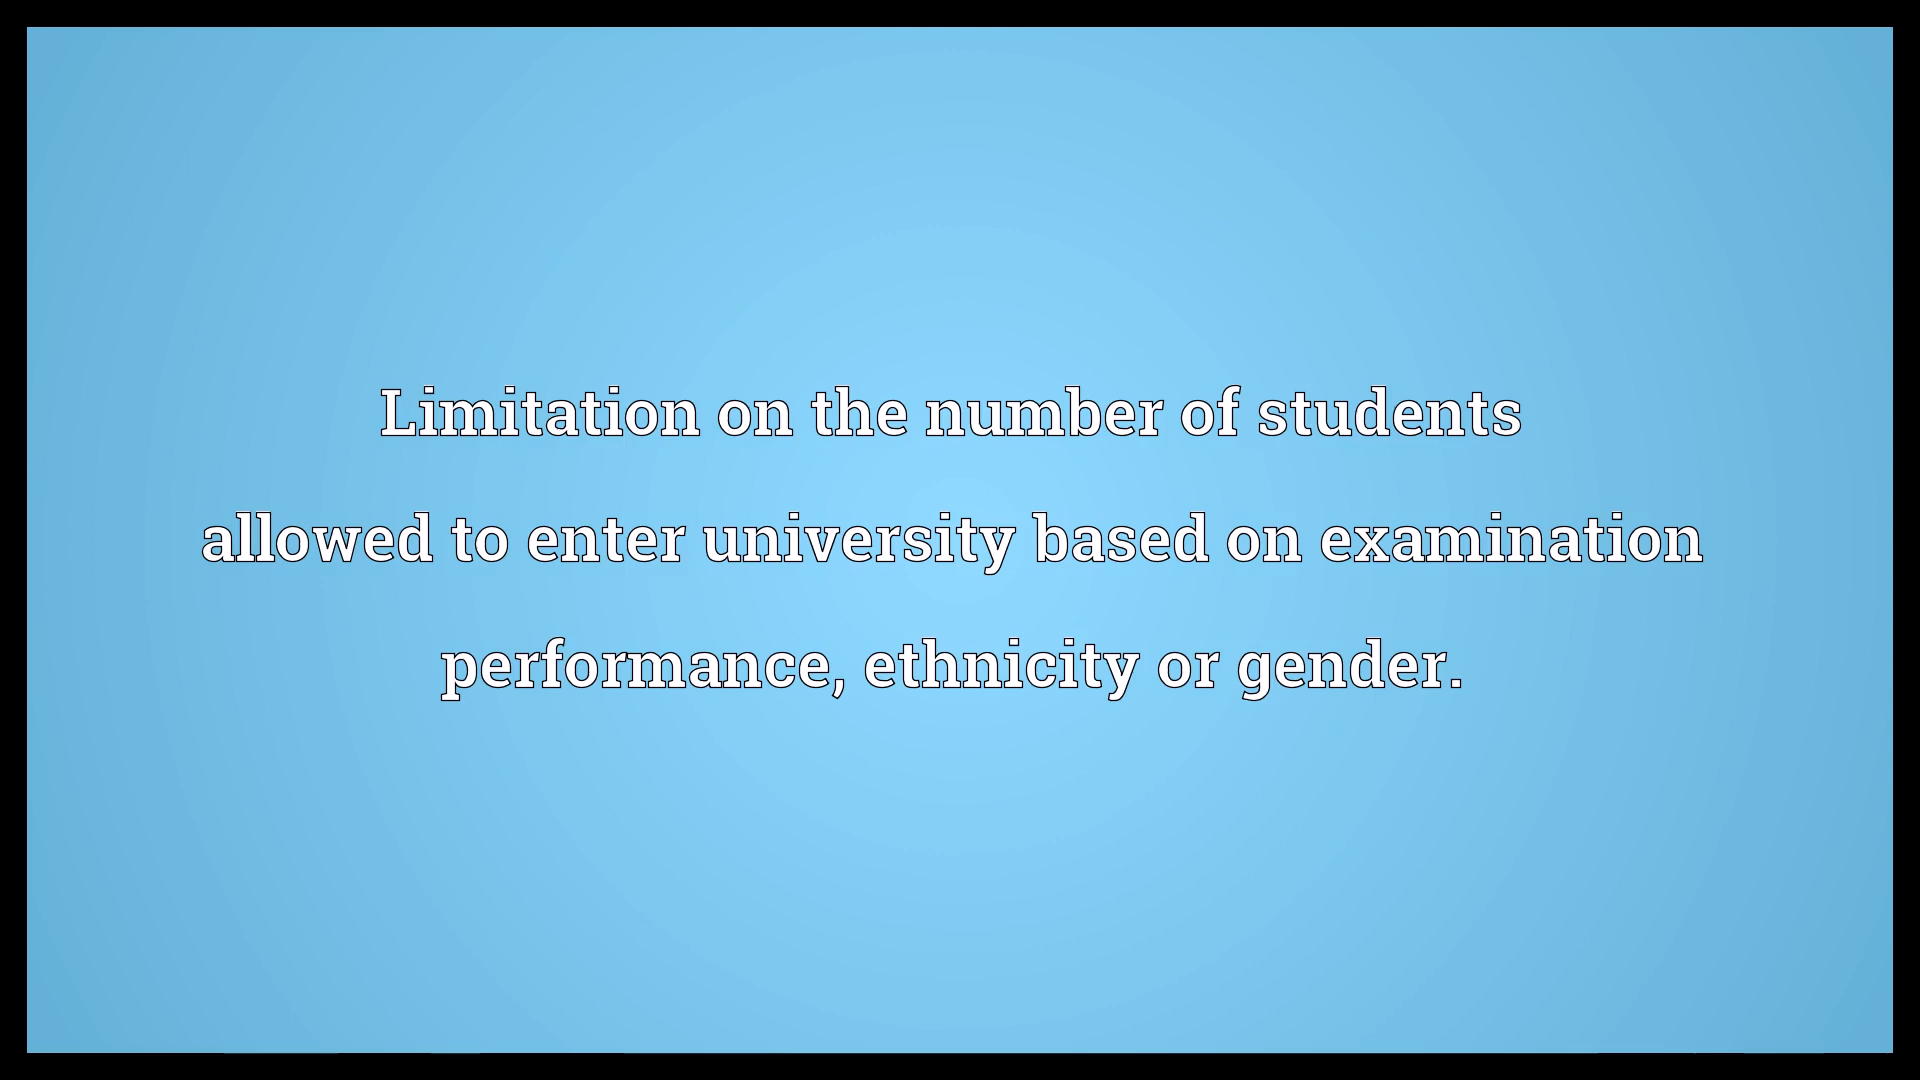 Limitation on the number of students
allowed to enter university based on examination
performance, ethnicity or gender.